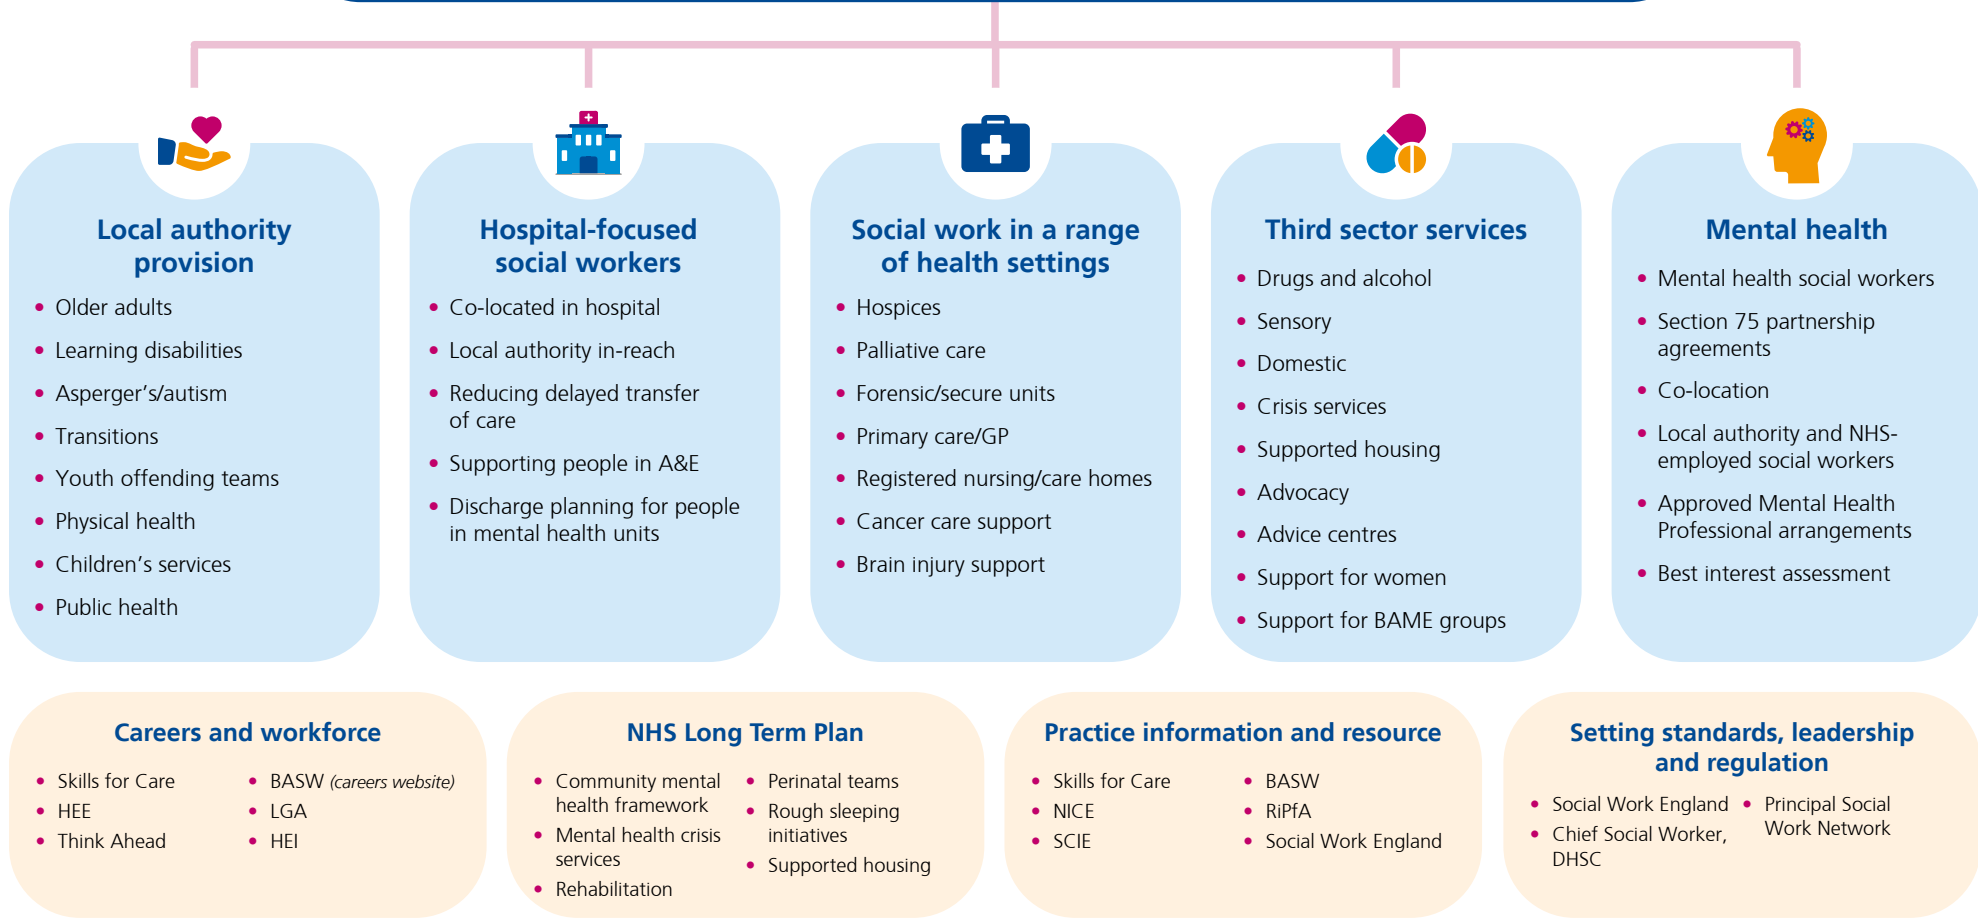 Local authority
provision
• Older adults
• Learning disabilities
• Asperger's/autism
• Transitions
• Youth offending teams
• Physical health
• Children's services
• Public health
Hospital-focused
social workers
• Co-located in hospital
• Local authority in-reach
• Reducing delayed transfer
of care
• Supporting people in A&E
• Discharge planning for people
in mental health units
Social work in a range
of health settings
• Hospices
• Palliative care
• Forensic/secure units
• Primary care/GP
• Registered nursing/care homes
• Cancer care support
• Brain injury support
Third sector services
• Drugs and alcohol
• Sensory
• Domestic
• Crisis services
• Supported housing
• Advocacy
• Advice centres
• Support for women
• Support for BAME groups
Mental health
• Mental health social workers
• Section 75 partnership
agreements
• Co-location
• Local authority and NHS-
employed social workers
• Approved Mental Health
Professional arrangements
• Best interest assessment
Careers and workforce
• Skills for Care
• HEE
• Think Ahead
• BASW (careers website)
• LGA
• HEI
NHS Long Term Plan
• Community mental
health framework
• Mental health crisis
services
• Rehabilitation
• Perinatal teams
• Rough sleeping
initiatives
• Supported housing
Practice information and resource
• Skills for Care
• NICE
• SCIE
• BASW
• RiPfA
• Social Work England
Setting standards, leadership
and regulation
• Social Work England
• Chief Social Worker,
DHSC
• Principal Social
Work Network